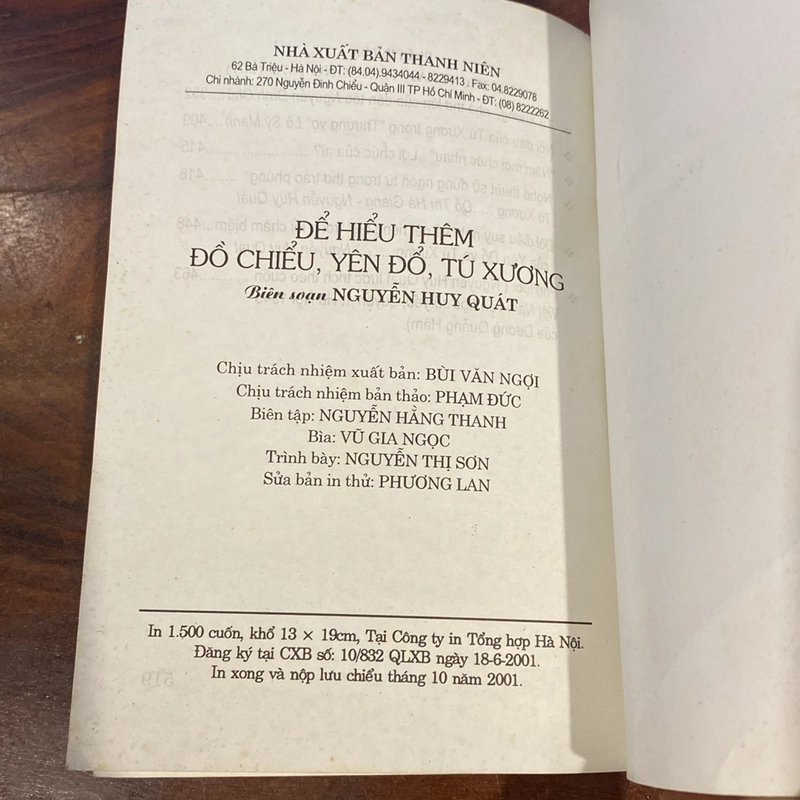 NHÀ XUẤT BẢN THANH NIÊN
62 Bà Triệu - Hà Nội - ĐT: (84.04).9434044 - 8229413 . Fax: 04.8229078
Chi nhánh: 270 Nguyễn Đình Chiểu - Quận III TP Hồ Chí Minh - ĐT: (08) 8222262
ĐỂ HIỂU THÊM
ĐỒ CHIỂU, YÊN ĐỔ, TÚ XƯƠNG
Biên soạn NGUYỄN HUY QUÁT
Chịu trách nhiệm xuất bản: BÙI VĂN NGỢI
Chịu trách nhiệm bản thảo: PHẠM ĐỨC
Biên tập: NGUYỄN HẰNG THANH
Bìa: VŨ GIA NGỌC
Trình bày: NGUYỄN THỊ SƠN
Sửa bản in thử: PHƯƠNG LAN
In 1.500 cuốn, khổ 13 × 19cm, Tại Công ty in Tổng hợp Hà Nội.
Đăng ký tại CXB số: 10/832 QLXB ngày 18-6-2001.
In xong và nộp lưu chiểu tháng 10 năm 2001.